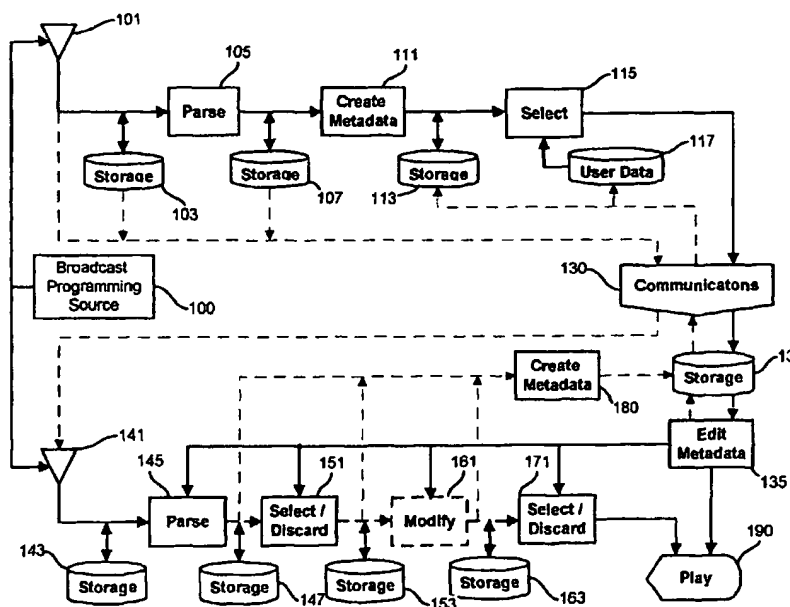 101
105
111
115
Parse
Create
Metadata
Select
117
Storage
Storage
Storage
User Data
103
107
113
Broadcast
Programming
Source
100
130
Communicatons
Create
Metadata
180
13
Storage
141
145
151
161
171
Edit
Metadata
135
Parse
Select /
Discard
Modify
Select /
Discard
190
143
Storage
Storage
147
Storage
153
Storage
163
Play